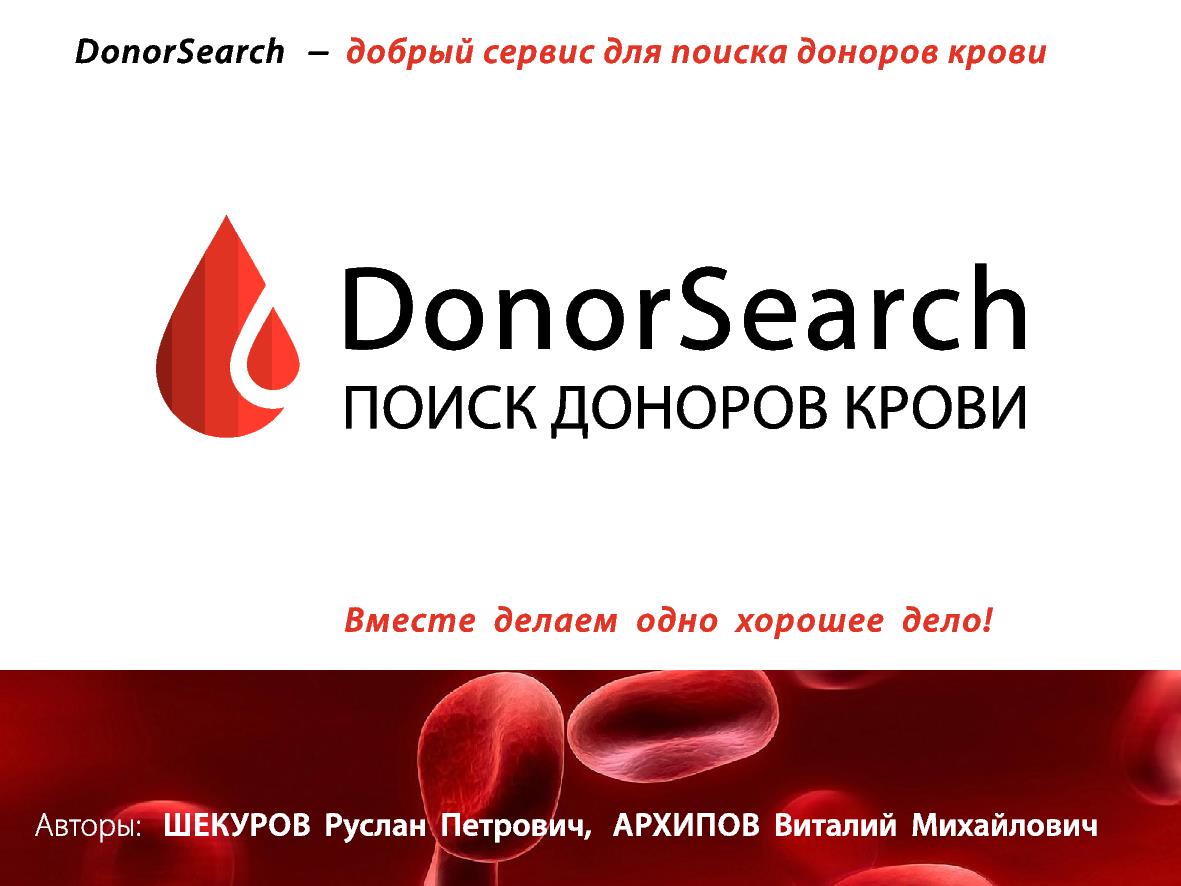 DonorSearch – добрый сервис для поиска доноров крови
DonorSearch
ПОИСК ДОНОРОВ КРОВИ
Вместе делаем одно хорошее дело!
Авторы: ШЕКУРОВ Руслан Петрович, АРХИПОВ Виталий Михайлович